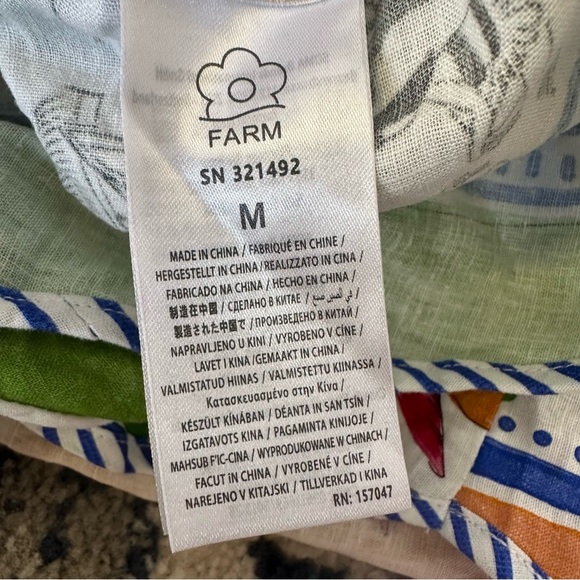 FARM
SN 321492
M
MADE IN CHINA / FABRIQUÉ EN CHINE /
HERGESTELLT IN CHINA/REALIZZATO IN CINA /
FABRICADO NA CHINA / HECHO EN CHINA /
制造在中国 / СДЕЛАНО В КИТАЕ / في الصين صنع /
製造された中国で / ПРОИЗВЕДЕНО В КИТАЙ /
NAPRAVLJENO U KINI / VYROBENO V CÍNE /
LAVET I KINA/GEMAAKT IN CHINA /
VALMISTATUD HIINAS / VALMISTETTU KIINASSA /
Κατασκευασμένο στην Κίνα /
KÉSZÜLT KÍNÁBAN / DÉANTA IN SAN TSÍN /
IZGATAVOTS KINA / PAGAMINTA KINIJOJE /
MAHSUB F'IC-CINA / WYPRODUKOWANE W CHINACH /
FACUT IN CHINA / VYROBENÉ V CÍNE /
NAREJENO V KITAJSKI / TILLVERKAD I KINA
RN: 157047